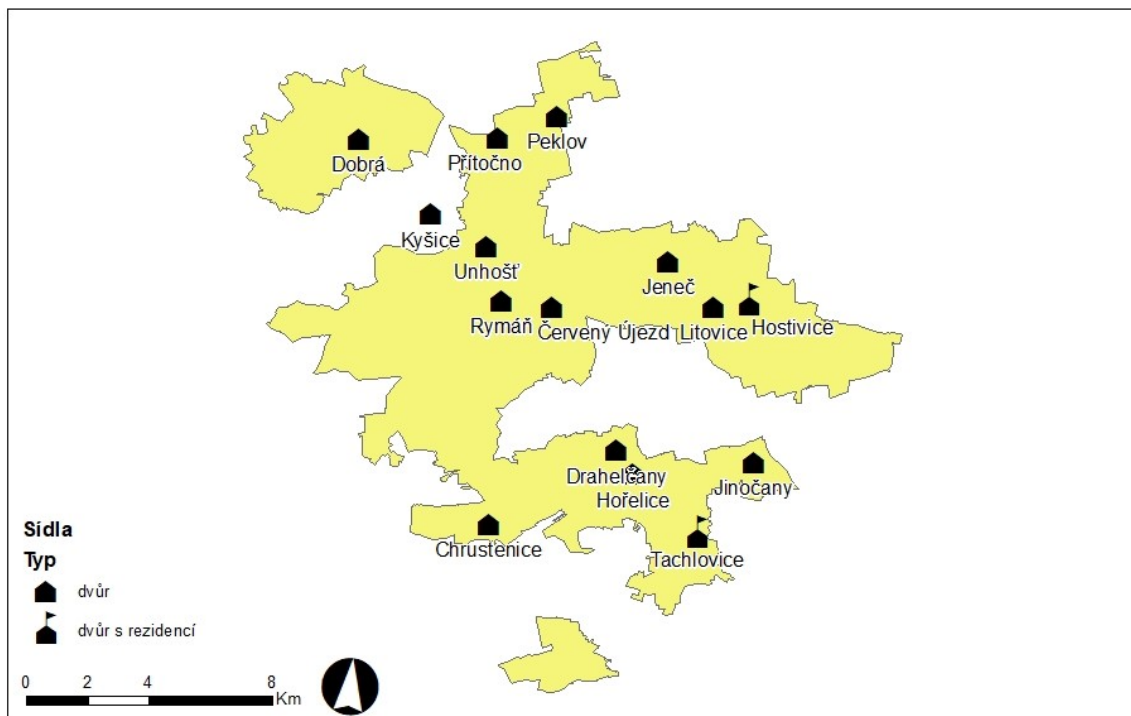 Peklov
Přítočno
Dobrá
Kyšice
Unhošť
Jeneč
Rymáň
Červený Újezd
Litovice
Hostivice
Drahelčany
Hořelice
Jinočany
Chrustenice
Tachlovice
Sídla
Typ
dvůr
dvůr s rezidencí
0 2 4 8
Km